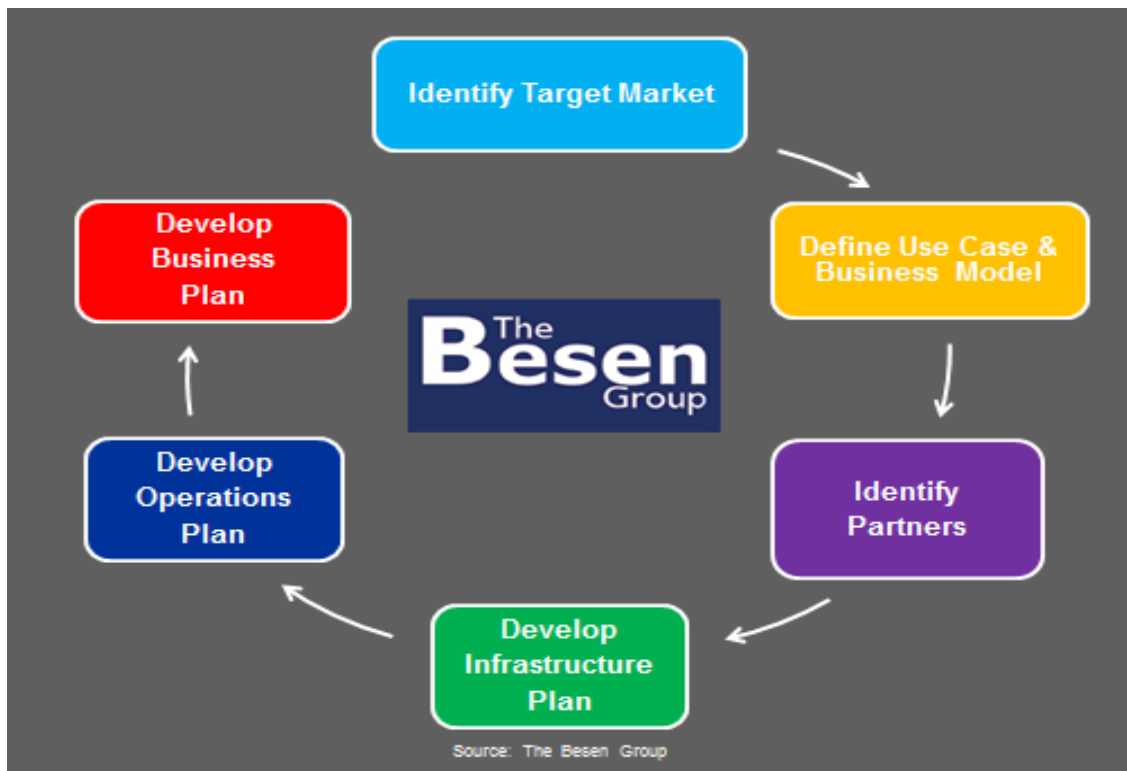 Identify Target Market
Define Use Case &
Business Model
Identify
Partners
Develop
Infrastructure
Plan
Develop
Operations
Plan
Develop
Business
Plan
The
Besen
Group
Source: The Besen Group